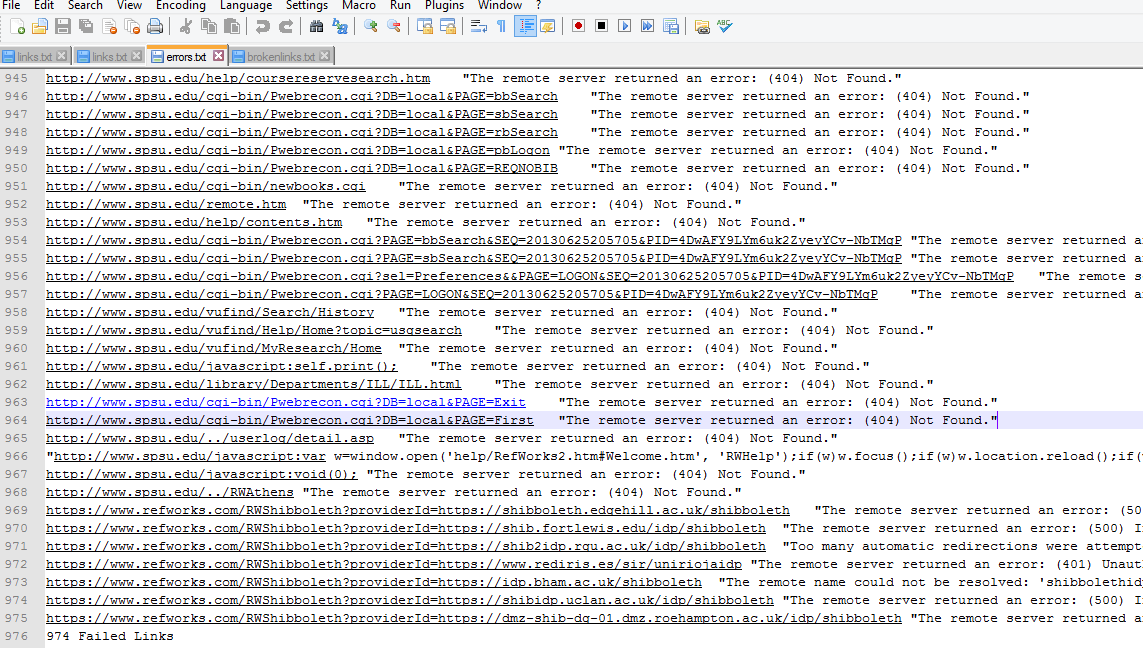 File Edit Search View Encoding Language Settings Macro Run Plugins Window ?
links.txt links.txt errors.txt brokenlinks.txt
945 http://www.spsu.edu/help/coursereservesearch.htm "The remote server returned an error: (404) Not Found."
946 http://www.spsu.edu/cgi-bin/Pwebrecon.cgi?DB=local&PAGE=bbSearch "The remote server returned an error: (404) Not Found."
947 http://www.spsu.edu/cgi-bin/Pwebrecon.cgi?DB=local&PAGE=sbSearch "The remote server returned an error: (404) Not Found."
948 http://www.spsu.edu/cgi-bin/Pwebrecon.cgi?DB=local&PAGE=rbSearch "The remote server returned an error: (404) Not Found."
949 http://www.spsu.edu/cgi-bin/Pwebrecon.cgi?DB=local&PAGE=pbLogon "The remote server returned an error: (404) Not Found."
950 http://www.spsu.edu/cgi-bin/Pwebrecon.cgi?DB=local&PAGE=REQNOBIB "The remote server returned an error: (404) Not Found."
951 http://www.spsu.edu/cgi-bin/newbooks.cgi "The remote server returned an error: (404) Not Found."
952 http://www.spsu.edu/remote.htm "The remote server returned an error: (404) Not Found."
953 http://www.spsu.edu/help/contents.htm "The remote server returned an error: (404) Not Found."
954 http://www.spsu.edu/cgi-bin/Pwebrecon.cgi?PAGE=bbSearch&SEQ=20130625205705&PID=4DwAFY9LYm6uk2ZyeyYCv-NbTMgP "The remote server returned a
955 http://www.spsu.edu/cgi-bin/Pwebrecon.cgi?PAGE=sbSearch&SEQ=20130625205705&PID=4DwAFY9LYm6uk2ZyeyYCv-NbTMgP "The remote server returned a
956 http://www.spsu.edu/cgi-bin/Pwebrecon.cgi?sel=Preferences&&PAGE=LOGON&SEQ=20130625205705&PID=4DwAFY9LYm6uk2ZyeyYCv-NbTMgP "The remote s
957 http://www.spsu.edu/cgi-bin/Pwebrecon.cgi?PAGE=LOGON&SEQ=20130625205705&PID=4DwAFY9LYm6uk2ZyeyYCv-NbTMgP "The remote server returned a
958 http://www.spsu.edu/vufind/Search/History "The remote server returned an error: (404) Not Found."
959 http://www.spsu.edu/vufind/Help/Home?topic=usgsearch "The remote server returned an error: (404) Not Found."
960 http://www.spsu.edu/vufind/MyResearch/Home "The remote server returned an error: (404) Not Found."
961 http://www.spsu.edu/javascript:self.print(); "The remote server returned an error: (404) Not Found."
962 http://www.spsu.edu/library/Departments/ILL/ILL.html "The remote server returned an error: (404) Not Found."
963 http://www.spsu.edu/cgi-bin/Pwebrecon.cgi?DB=local&PAGE=Exit "The remote server returned an error: (404) Not Found."
964 http://www.spsu.edu/cgi-bin/Pwebrecon.cgi?DB=local&PAGE=First "The remote server returned an error: (404) Not Found."
965 http://www.spsu.edu/../userlog/detail.asp "The remote server returned an error: (404) Not Found."
966 "http://www.spsu.edu/javascript:var w=window.open('help/RefWorks2.htm#Welcome.htm', 'RWHelp');if(w)w.focus();if(w)w.location.reload();if(
967 http://www.spsu.edu/javascript:void(0); "The remote server returned an error: (404) Not Found."
968 http://www.spsu.edu/../RWAthens "The remote server returned an error: (404) Not Found."
969 https://www.refworks.com/RWShibboleth?providerId=https://shibboleth.edgehill.ac.uk/shibboleth "The remote server returned an error: (50
970 https://www.refworks.com/RWShibboleth?providerId=https://shib.fortlewis.edu/idp/shibboleth "The remote server returned an error: (500) I
971 https://www.refworks.com/RWShibboleth?providerId=https://shib2idp.rgu.ac.uk/idp/shibboleth "Too many automatic redirections were attempt
972 https://www.refworks.com/RWShibboleth?providerId=https://www.rediris.es/sir/uniriojaidp "The remote server returned an error: (401) Unaut
973 https://www.refworks.com/RWShibboleth?providerId=https://idp.bham.ac.uk/shibboleth "The remote name could not be resolved: 'shibbolethid
974 https://www.refworks.com/RWShibboleth?providerId=https://shibidp.uclan.ac.uk/idp/shibboleth "The remote server returned an error: (500) I
975 https://www.refworks.com/RWShibboleth?providerId=https://dmz-shib-dg-01.dmz.roehampton.ac.uk/idp/shibboleth "The remote server returned a
976 974 Failed Links